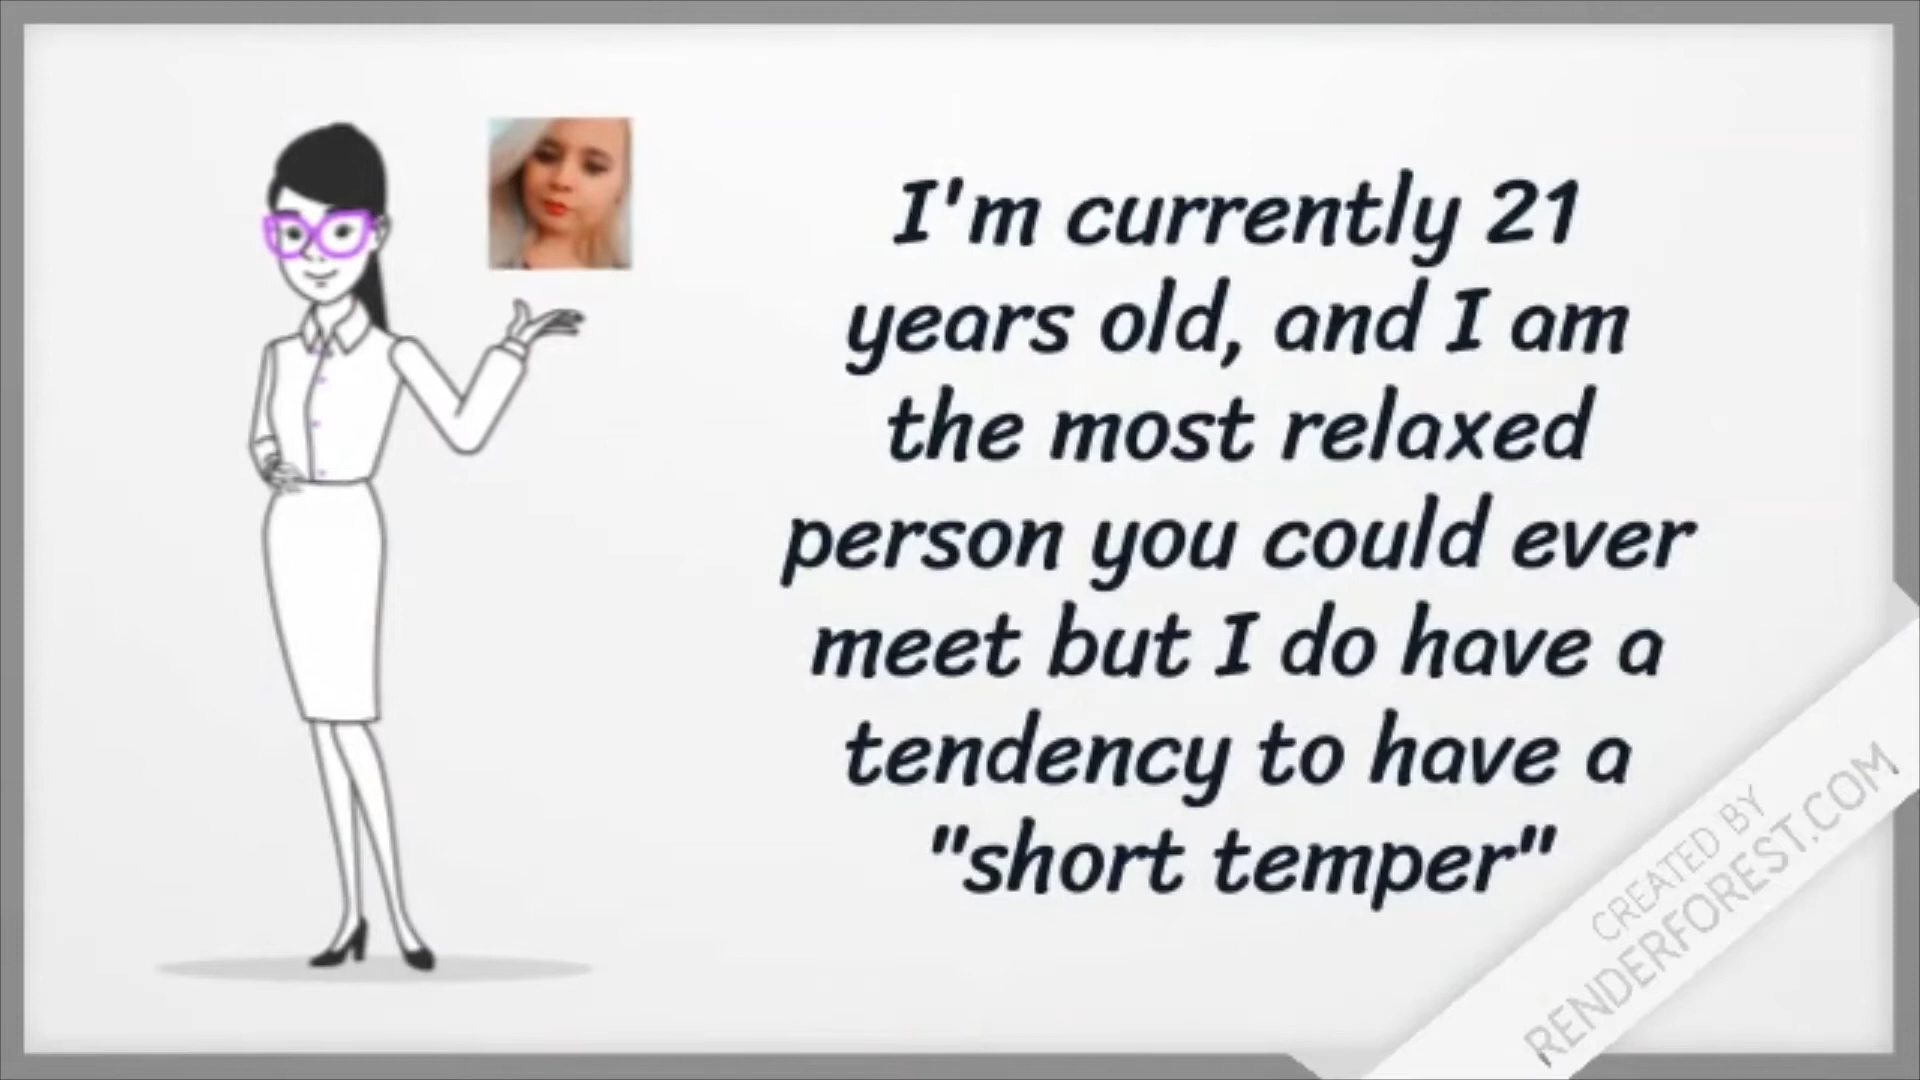 I'm currently 21
years old, and I am
the most relaxed
person you could ever
meet but I do have a
tendency to have a
"short temper"
CREATED BY
RENDERFOREST.COM